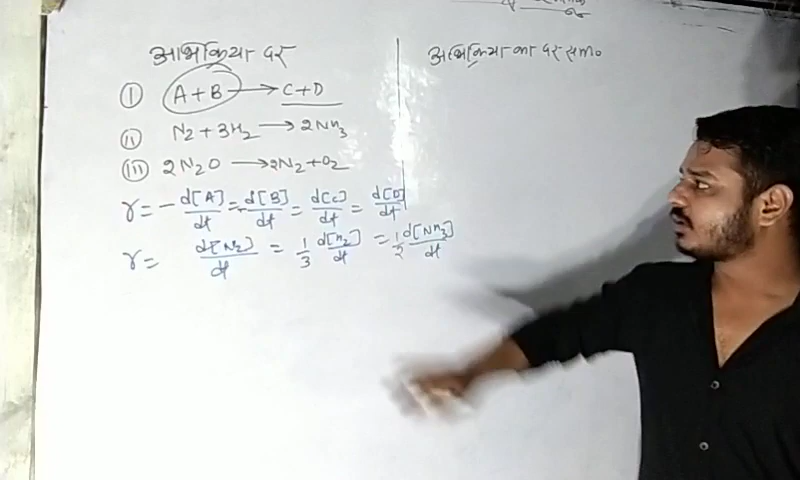 अभिक्रिया दर
अभिक्रिया का दर समी०
(i) A+B → C+D
(ii) N2 + 3H2 → 2NH3
(iii) 2N2O → 2N2+O2
r = - d[A]/dt = - d[B]/dt = d[C]/dt = d[D]/dt
r = d[N2]/dt = 1/3 d[H2]/dt = 1/2 d[NH3]/dt